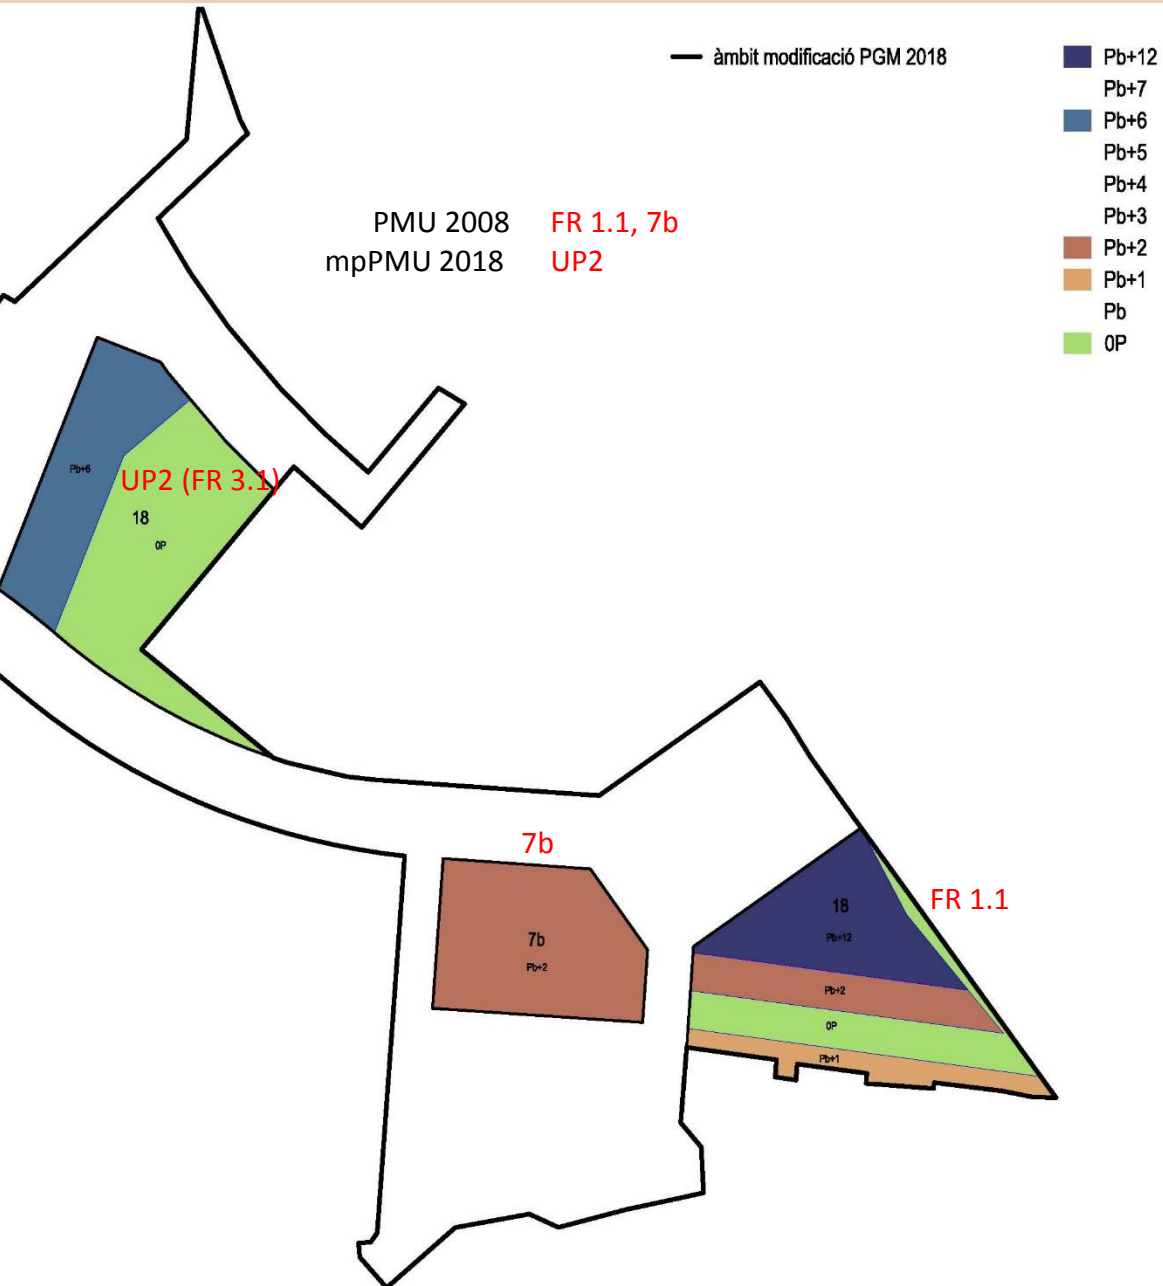 àmbit modificació PGM 2018
Pb+12
Pb+7
Pb+6
Pb+5
Pb+4
Pb+3
Pb+2
Pb+1
Pb
0P
PMU 2008 FR 1.1, 7b
mpPMU 2018 UP2
Pb+6
UP2 (FR 3.1)
18
0P
7b
7b
Pb+2
FR 1.1
18
Pb+12
Pb+2
0P
Pb+1